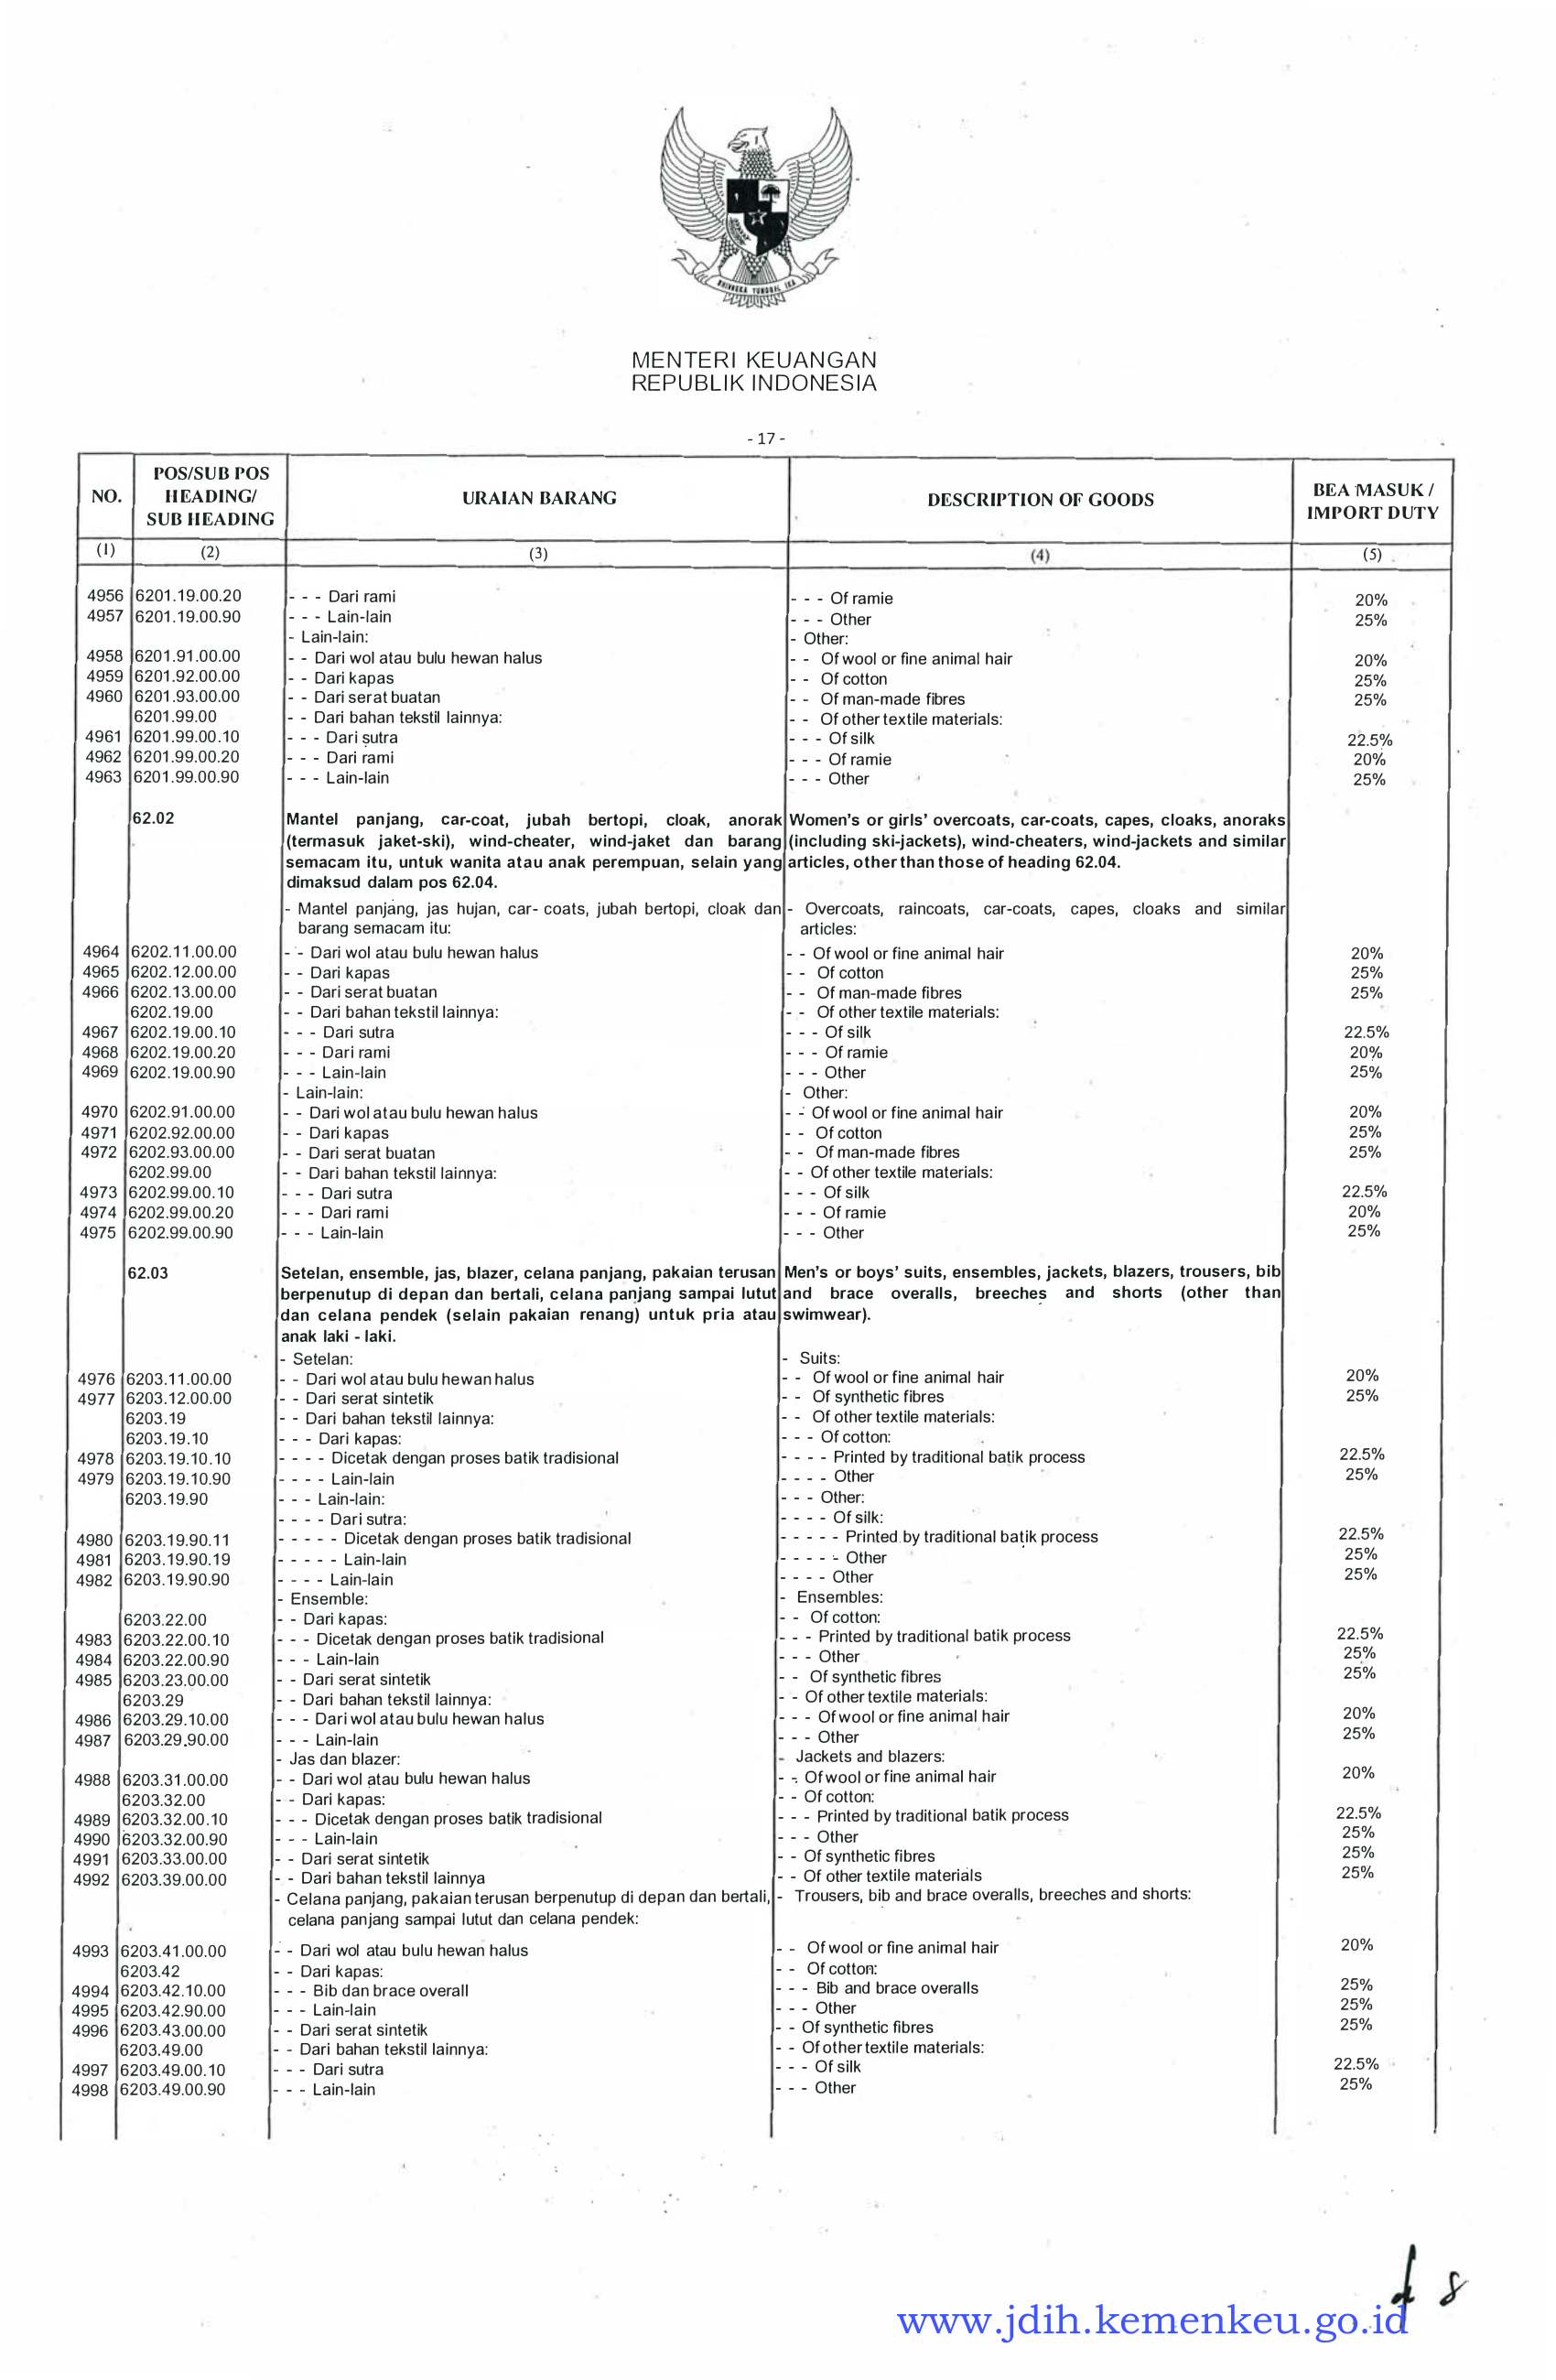 BHINNEKA TUNGGAL IKA
MENTERI KEUANGAN
REPUBLIK INDONESIA
- 17 -
NO. POS/SUB POS HEADING/ SUB HEADING URAIAN BARANG DESCRIPTION OF GOODS BEA MASUK / IMPORT DUTY
(1) (2) (3) (4) (5)
4956 6201.19.00.20 - - - Dari rami - - - Of ramie 20%
4957 6201.19.00.90 - - - Lain-lain - - - Other 25%
- Lain-lain: - Other:
4958 6201.91.00.00 - - Dari wol atau bulu hewan halus - - Of wool or fine animal hair 20%
4959 6201.92.00.00 - - Dari kapas - - Of cotton 25%
4960 6201.93.00.00 - - Dari serat buatan - - Of man-made fibres 25%
6201.99.00 - - Dari bahan tekstil lainnya: - - Of other textile materials:
4961 6201.99.00.10 - - - Dari sutra - - - Of silk 22.5%
4962 6201.99.00.20 - - - Dari rami - - - Of ramie 20%
4963 6201.99.00.90 - - - Lain-lain - - - Other 25%
62.02 Mantel panjang, car-coat, jubah bertopi, cloak, anorak Women's or girls' overcoats, car-coats, capes, cloaks, anoraks
(termasuk jaket-ski), wind-cheater, wind-jaket dan barang (including ski-jackets), wind-cheaters, wind-jackets and similar
semacam itu, untuk wanita atau anak perempuan, selain yang articles, other than those of heading 62.04.
dimaksud dalam pos 62.04.
- Mantel panjang, jas hujan, car- coats, jubah bertopi, cloak dan - Overcoats, raincoats, car-coats, capes, cloaks and similar
barang semacam itu: articles:
4964 6202.11.00.00 - - Dari wol atau bulu hewan halus - - Of wool or fine animal hair 20%
4965 6202.12.00.00 - - Dari kapas - - Of cotton 25%
4966 6202.13.00.00 - - Dari serat buatan - - Of man-made fibres 25%
6202.19.00 - - Dari bahan tekstil lainnya: - - Of other textile materials:
4967 6202.19.00.10 - - - Dari sutra - - - Of silk 22.5%
4968 6202.19.00.20 - - - Dari rami - - - Of ramie 20%
4969 6202.19.00.90 - - - Lain-lain - - - Other 25%
- Lain-lain: - Other:
4970 6202.91.00.00 - - Dari wol atau bulu hewan halus - - Of wool or fine animal hair 20%
4971 6202.92.00.00 - - Dari kapas - - Of cotton 25%
4972 6202.93.00.00 - - Dari serat buatan - - Of man-made fibres 25%
6202.99.00 - - Dari bahan tekstil lainnya: - - Of other textile materials:
4973 6202.99.00.10 - - - Dari sutra - - - Of silk 22.5%
4974 6202.99.00.20 - - - Dari rami - - - Of ramie 20%
4975 6202.99.00.90 - - - Lain-lain - - - Other 25%
62.03 Setelan, ensemble, jas, blazer, celana panjang, pakaian terusan Men's or boys' suits, ensembles, jackets, blazers, trousers, bib
berpenutup di depan dan bertali, celana panjang sampai lutut and brace overalls, breeches and shorts (other than
dan celana pendek (selain pakaian renang) untuk pria atau swimwear).
anak laki - laki.
- Setelan: - Suits:
4976 6203.11.00.00 - - Dari wol atau bulu hewan halus - - Of wool or fine animal hair 20%
4977 6203.12.00.00 - - Dari serat sintetik - - Of synthetic fibres 25%
6203.19 - - Dari bahan tekstil lainnya: - - Of other textile materials:
6203.19.10 - - - Dari kapas: - - - Of cotton:
4978 6203.19.10.10 - - - - Dicetak dengan proses batik tradisional - - - - Printed by traditional batik process 22.5%
4979 6203.19.10.90 - - - - Lain-lain - - - - Other 25%
6203.19.90 - - - Lain-lain: - - - Other:
- - - - Dari sutra: - - - - Of silk:
4980 6203.19.90.11 - - - - - Dicetak dengan proses batik tradisional - - - - - Printed by traditional batik process 22.5%
4981 6203.19.90.19 - - - - - Lain-lain - - - - - Other 25%
4982 6203.19.90.90 - - - - Lain-lain - - - - Other 25%
- Ensemble: - Ensembles:
6203.22.00 - - Dari kapas: - - Of cotton:
4983 6203.22.00.10 - - - Dicetak dengan proses batik tradisional - - - Printed by traditional batik process 22.5%
4984 6203.22.00.90 - - - Lain-lain - - - Other 25%
4985 6203.23.00.00 - - Dari serat sintetik - - Of synthetic fibres 25%
6203.29 - - Dari bahan tekstil lainnya: - - Of other textile materials:
4986 6203.29.10.00 - - - Dari wol atau bulu hewan halus - - - Of wool or fine animal hair 20%
4987 6203.29.90.00 - - - Lain-lain - - - Other 25%
- Jas dan blazer: - Jackets and blazers:
4988 6203.31.00.00 - - Dari wol atau bulu hewan halus - - Of wool or fine animal hair 20%
6203.32.00 - - Dari kapas: - - Of cotton:
4989 6203.32.00.10 - - - Dicetak dengan proses batik tradisional - - - Printed by traditional batik process 22.5%
4990 6203.32.00.90 - - - Lain-lain - - - Other 25%
4991 6203.33.00.00 - - Dari serat sintetik - - Of synthetic fibres 25%
4992 6203.39.00.00 - - Dari bahan tekstil lainnya - - Of other textile materials 25%
- Celana panjang, pakaian terusan berpenutup di depan dan bertali, - Trousers, bib and brace overalls, breeches and shorts:
celana panjang sampai lutut dan celana pendek:
4993 6203.41.00.00 - - Dari wol atau bulu hewan halus - - Of wool or fine animal hair 20%
6203.42 - - Dari kapas: - - Of cotton:
4994 6203.42.10.00 - - - Bib dan brace overall - - - Bib and brace overalls 25%
4995 6203.42.90.00 - - - Lain-lain - - - Other 25%
4996 6203.43.00.00 - - Dari serat sintetik - - Of synthetic fibres 25%
6203.49.00 - - Dari bahan tekstil lainnya: - - Of other textile materials:
4997 6203.49.00.10 - - - Dari sutra - - - Of silk 22.5%
4998 6203.49.00.90 - - - Lain-lain - - - Other 25%
www.jdih.kemenkeu.go.id